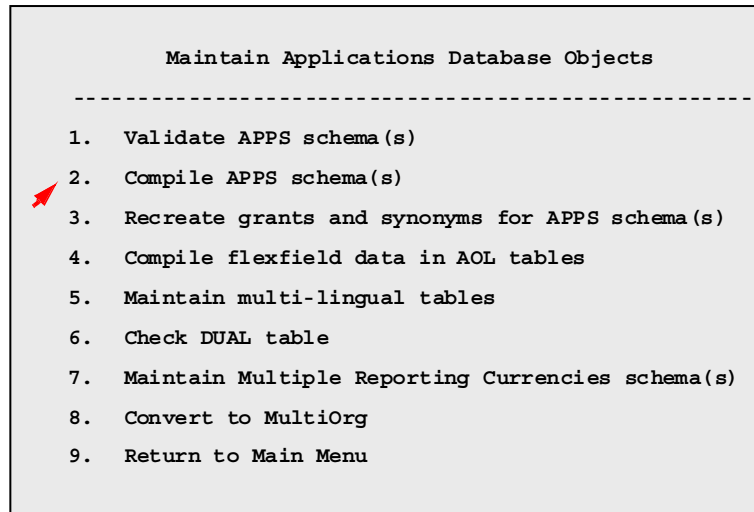 Maintain Applications Database Objects
-----------------------------------------------------
1. Validate APPS schema(s)
2. Compile APPS schema(s)
3. Recreate grants and synonyms for APPS schema(s)
4. Compile flexfield data in AOL tables
5. Maintain multi-lingual tables
6. Check DUAL table
7. Maintain Multiple Reporting Currencies schema(s)
8. Convert to MultiOrg
9. Return to Main Menu